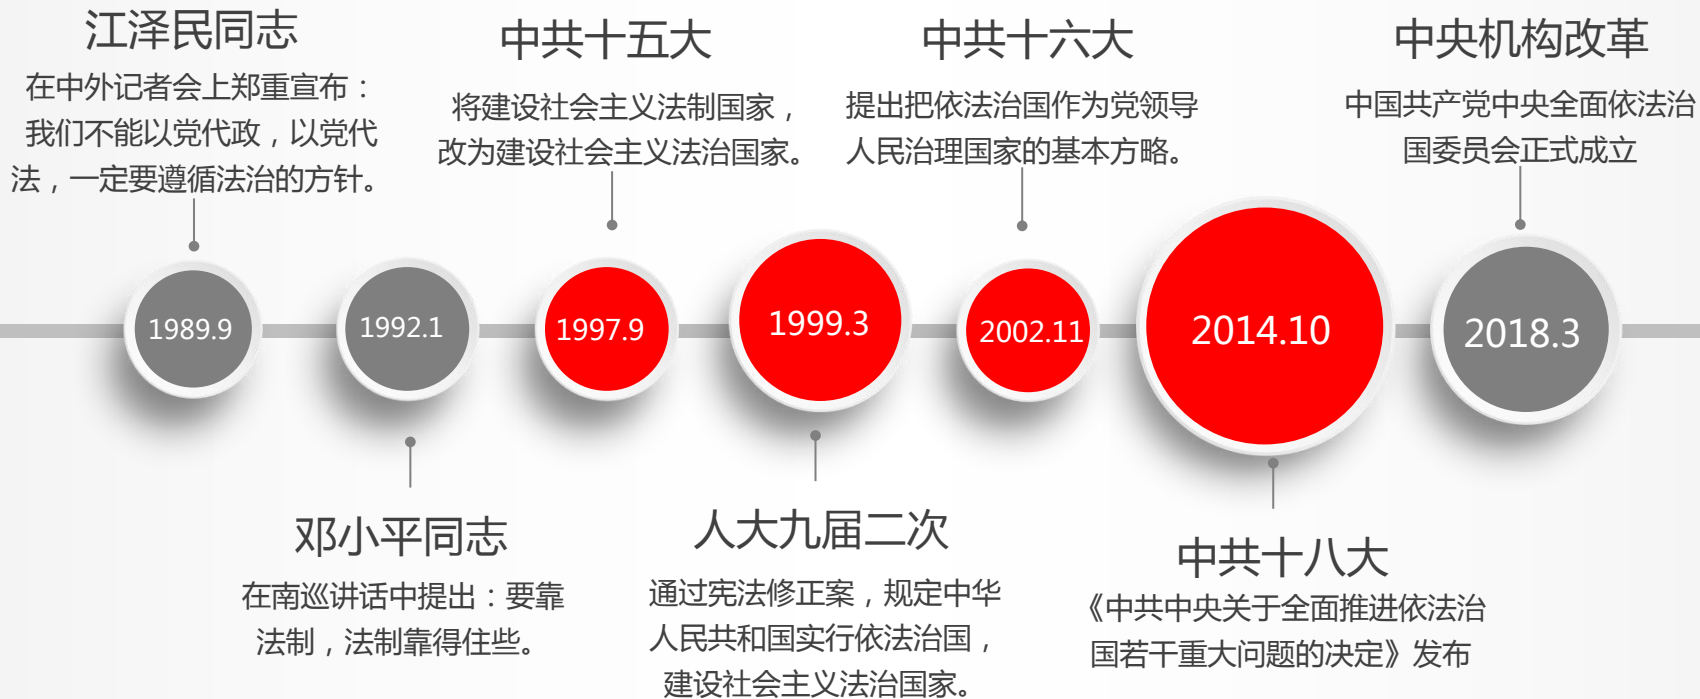 江泽民同志
在中外记者会上郑重宣布：
我们不能以党代政，以党代
法，一定要遵循法治的方针。
中共十五大
将建设社会主义法制国家，
改为建设社会主义法治国家。
中共十六大
提出把依法治国作为党领导
人民治理国家的基本方略。
中央机构改革
中国共产党中央全面依法治
国委员会正式成立
1989.9
1992.1
1997.9
1999.3
2002.11
2014.10
2018.3
邓小平同志
在南巡讲话中提出：要靠
法制，法制靠得住些。
人大九届二次
通过宪法修正案，规定中华
人民共和国实行依法治国，
建设社会主义法治国家。
中共十八大
《中共中央关于全面推进依法治
国若干重大问题的决定》发布